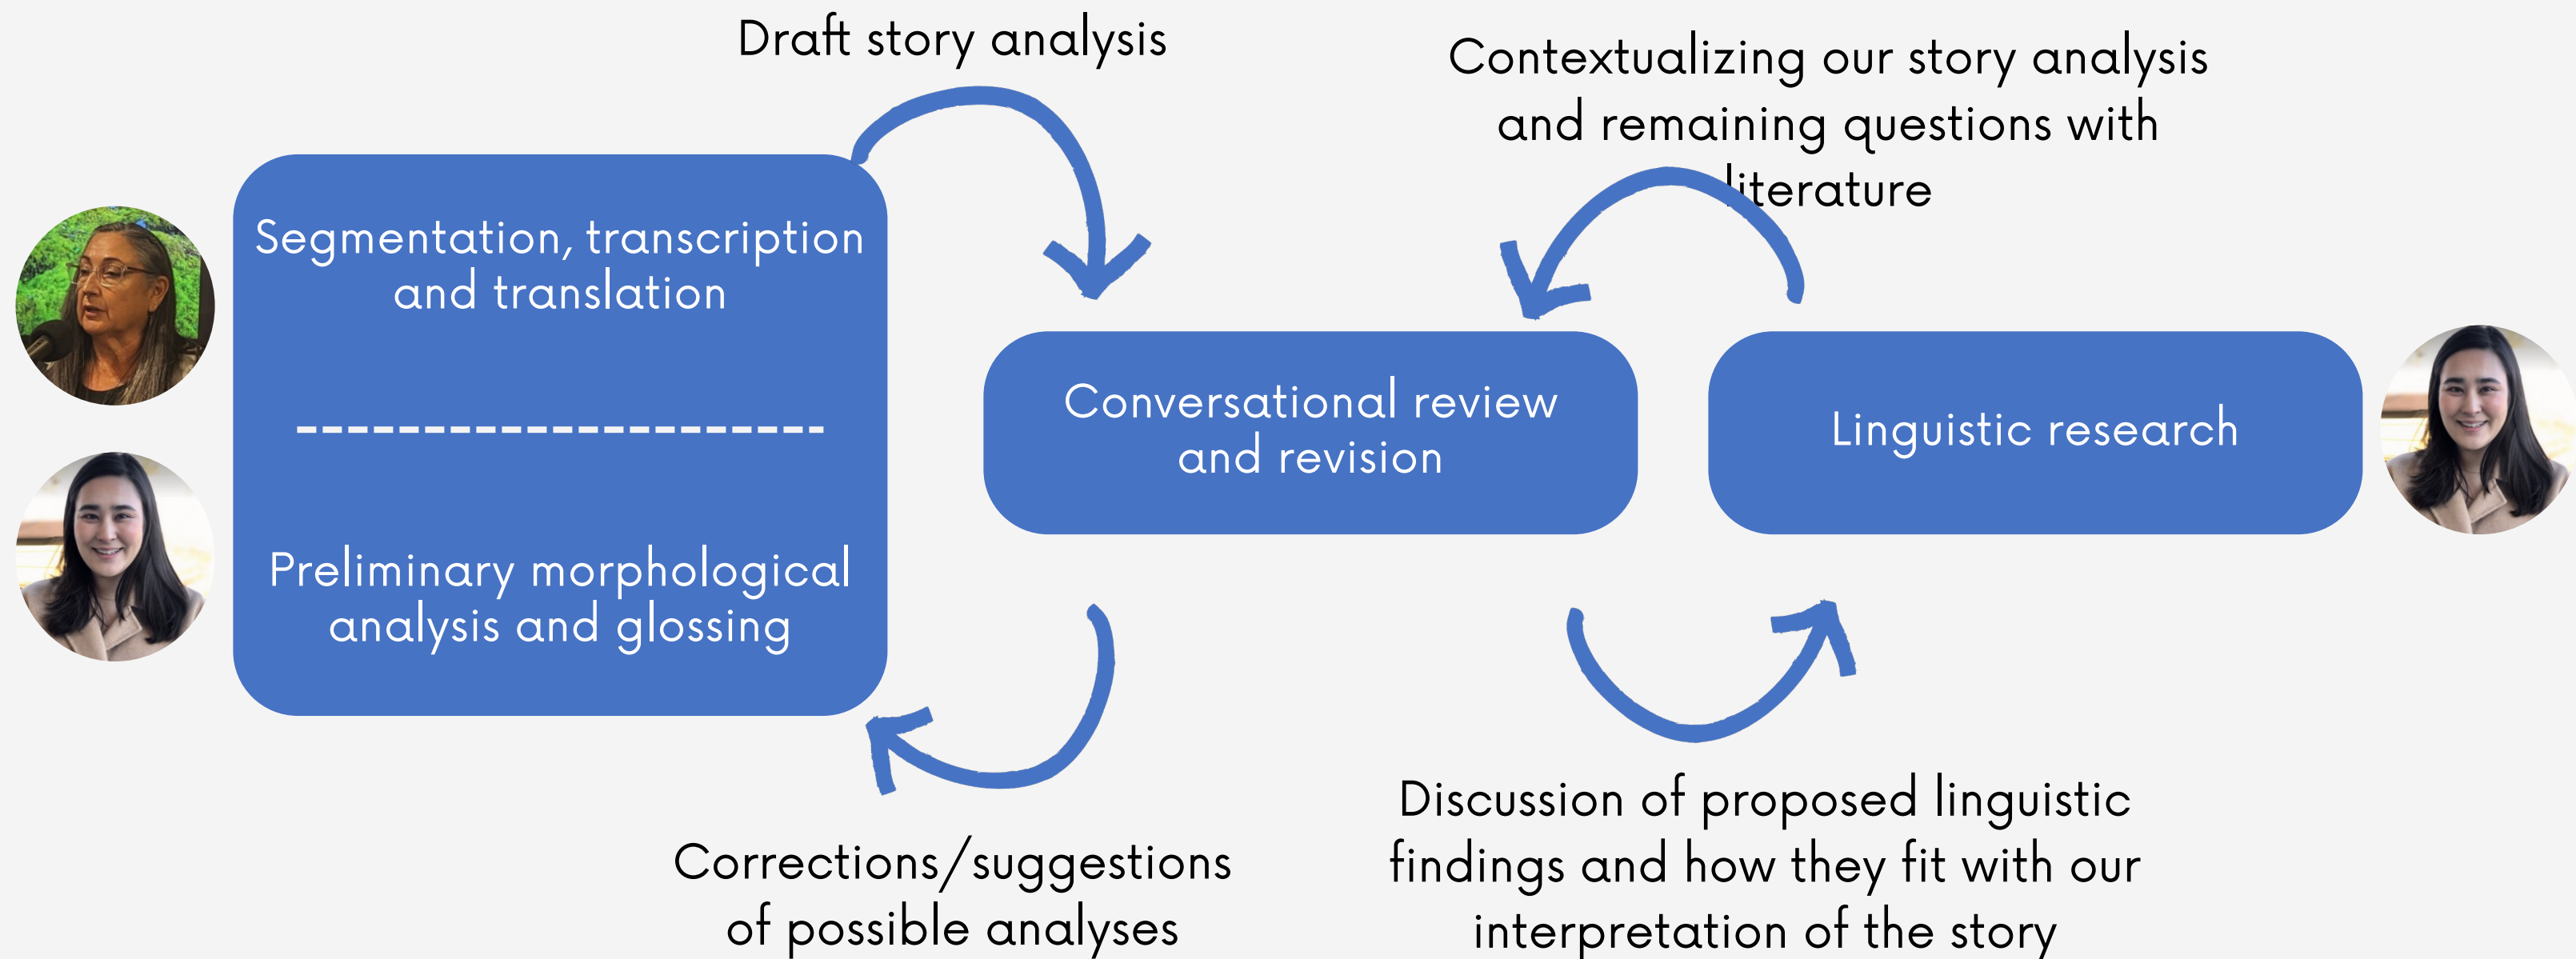 Draft story analysis
Contextualizing our story analysis
and remaining questions with
literature
Segmentation, transcription
and translation
Preliminary morphological
analysis and glossing
Conversational review
and revision
Linguistic research
Corrections/suggestions
of possible analyses
Discussion of proposed linguistic
findings and how they fit with our
interpretation of the story